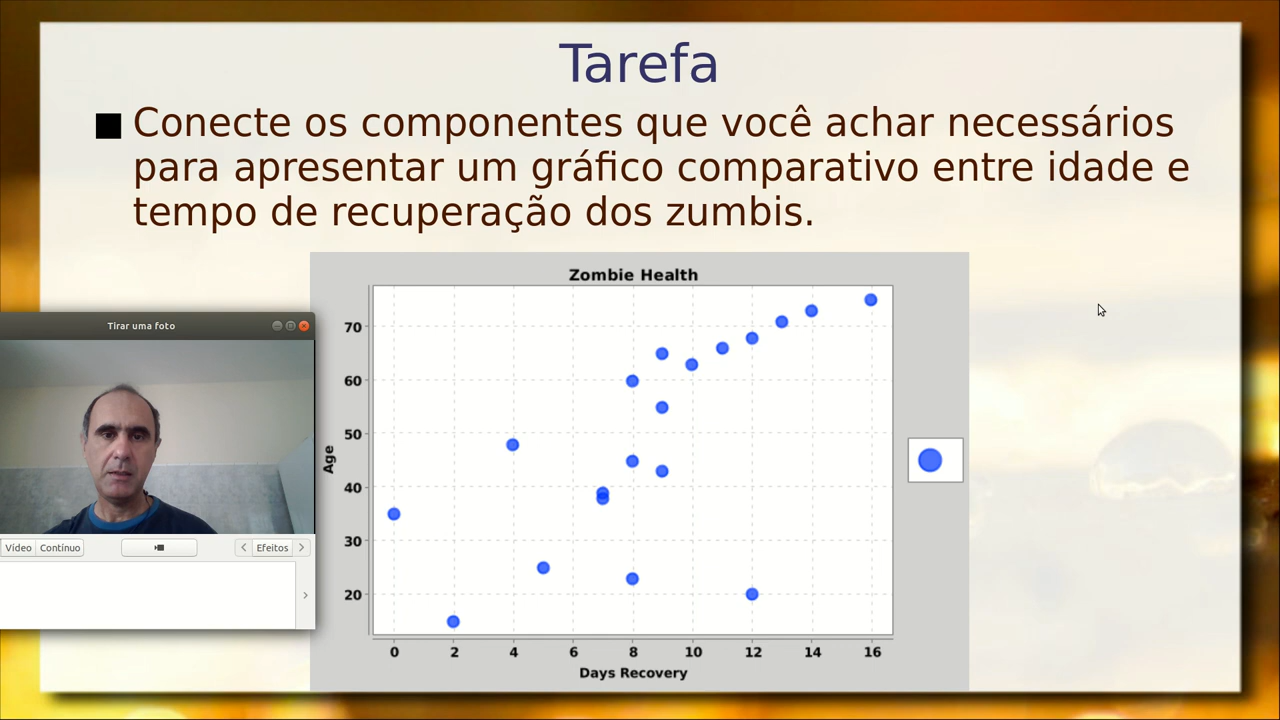 Tarefa
Conecte os componentes que você achar necessários
para apresentar um gráfico comparativo entre idade e
tempo de recuperação dos zumbis.
Zombie Health
70
60
50
40
30
20
Age
0 2 4 6 8 10 12 14 16
Days Recovery
Tirar uma foto
Vídeo Contínuo Efeitos